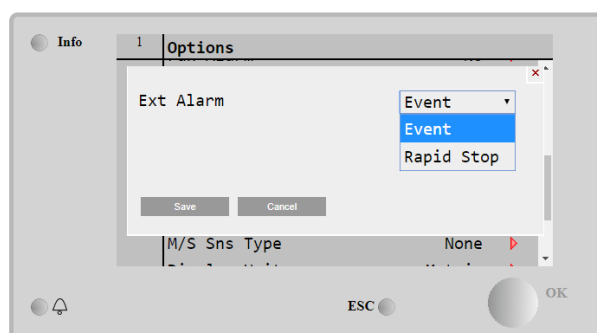 Info
1 Options
Ext Alarm
Event
Event
Rapid Stop
Save Cancel
M/S Sns Type None
ESC
OK